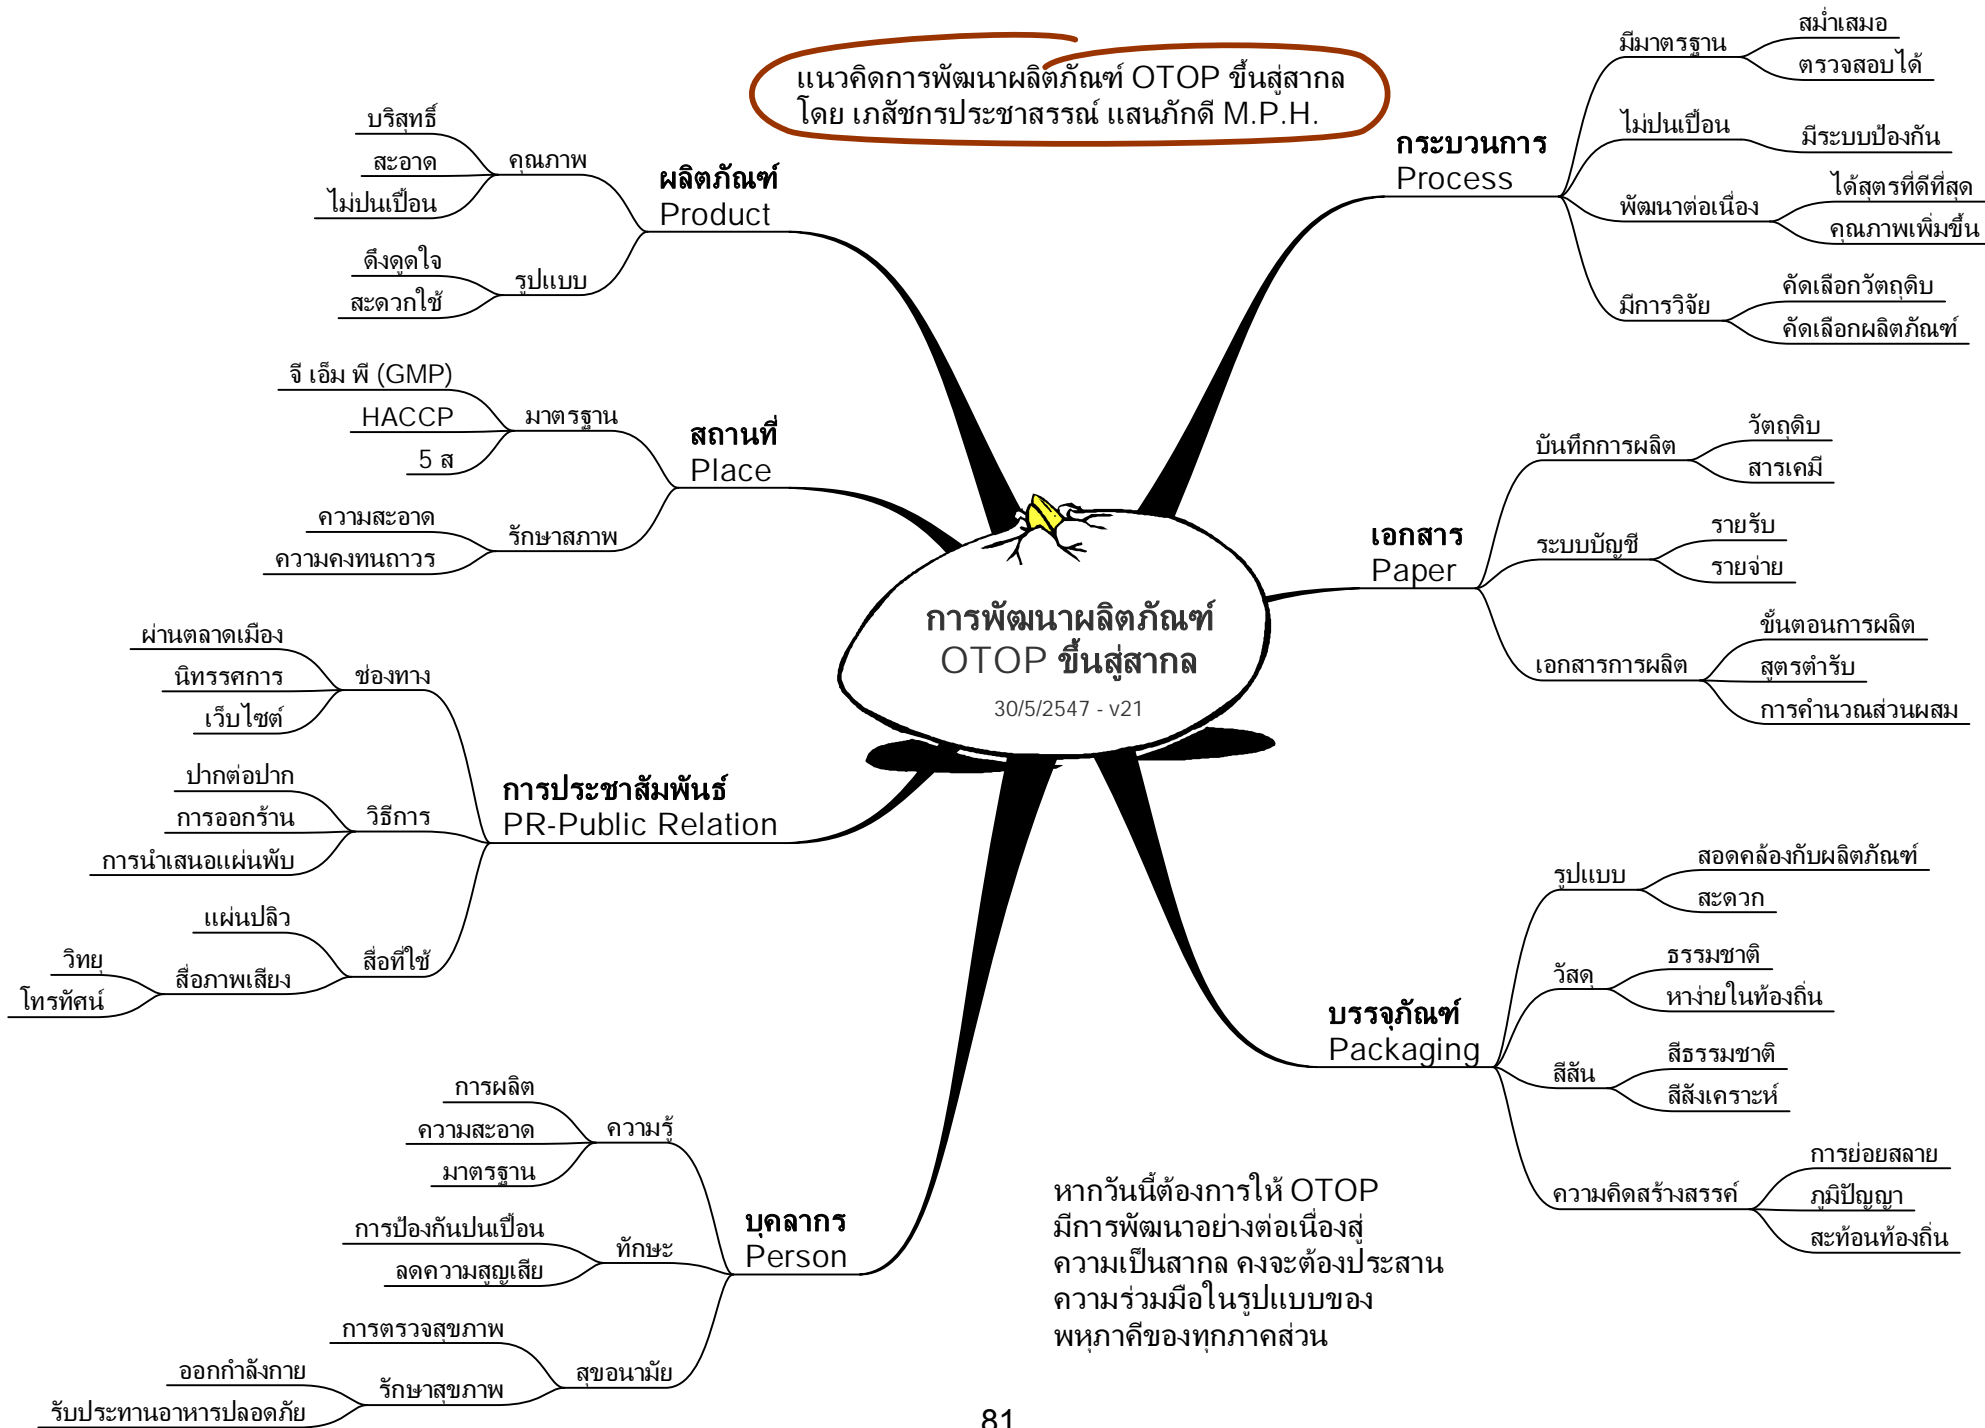 แนวคิดการพัฒนาผลิตภัณฑ์ OTOP ขึ้นสู่สากล
โดย เภสัชกรประชาสรรณ์ แสนภักดี M.P.H.
การพัฒนาผลิตภัณฑ์
OTOP ขึ้นสู่สากล
30/5/2547 - v21
ผลิตภัณฑ์
Product
คุณภาพ
บริสุทธิ์
สะอาด
ไม่ปนเปื้อน
รูปแบบ
ดึงดูดใจ
สะดวกใช้
สถานที่
Place
มาตรฐาน
จี เอ็ม พี (GMP)
HACCP
5 ส
รักษาสภาพ
ความสะอาด
ความคงทนถาวร
การประชาสัมพันธ์
PR-Public Relation
ช่องทาง
ผ่านตลาดเมือง
นิทรรศการ
เว็บไซต์
วิธีการ
ปากต่อปาก
การออกร้าน
การนำเสนอแผ่นพับ
สื่อที่ใช้
แผ่นปลิว
สื่อภาพเสียง
วิทยุ
โทรทัศน์
บุคลากร
Person
ความรู้
การผลิต
ความสะอาด
มาตรฐาน
ทักษะ
การป้องกันปนเปื้อน
ลดความสูญเสีย
สุขอนามัย
การตรวจสุขภาพ
รักษาสุขภาพ
ออกกำลังกาย
รับประทานอาหารปลอดภัย
กระบวนการ
Process
มีมาตรฐาน
สม่ำเสมอ
ตรวจสอบได้
ไม่ปนเปื้อน
มีระบบป้องกัน
พัฒนาต่อเนื่อง
ได้สูตรที่ดีที่สุด
คุณภาพเพิ่มขึ้น
มีการวิจัย
คัดเลือกวัตถุดิบ
คัดเลือกผลิตภัณฑ์
เอกสาร
Paper
บันทึกการผลิต
วัตถุดิบ
สารเคมี
ระบบบัญชี
รายรับ
รายจ่าย
เอกสารการผลิต
ขั้นตอนการผลิต
สูตรตำรับ
การคำนวณส่วนผสม
บรรจุภัณฑ์
Packaging
รูปแบบ
สอดคล้องกับผลิตภัณฑ์
สะดวก
วัสดุ
ธรรมชาติ
หาง่ายในท้องถิ่น
สีสัน
สีธรรมชาติ
สีสังเคราะห์
ความคิดสร้างสรรค์
การย่อยสลาย
ภูมิปัญญา
สะท้อนท้องถิ่น
หากวันนี้ต้องการให้ OTOP
มีการพัฒนาอย่างต่อเนื่องสู่
ความเป็นสากล คงจะต้องประสาน
ความร่วมมือในรูปแบบของ
พหุภาคีของทุกภาคส่วน
81